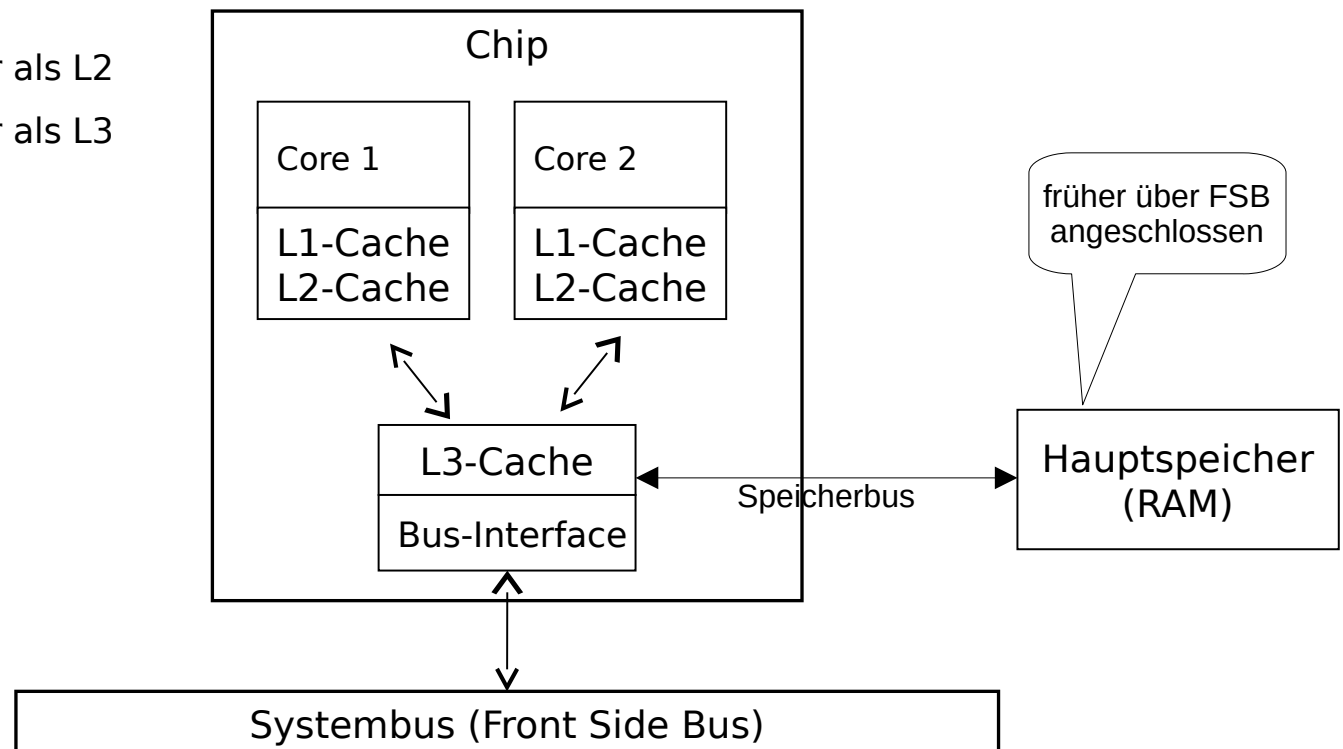 r als L2
r als L3
Chip
Core 1
L1-Cache
L2-Cache
Core 2
L1-Cache
L2-Cache
L3-Cache
Bus-Interface
Speicherbus
früher über FSB
angeschlossen
Hauptspeicher
(RAM)
Systembus (Front Side Bus)